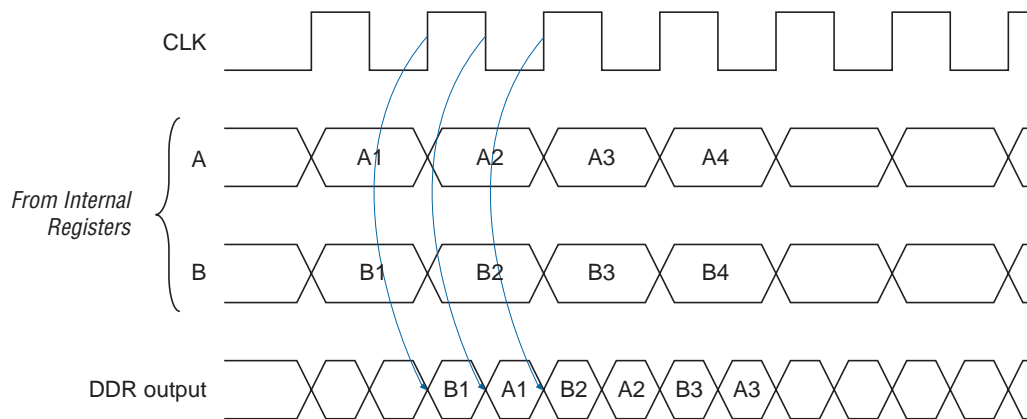 CLK
A
A1 A2 A3 A4
From Internal
Registers
B
B1 B2 B3 B4
DDR output
B1 A1 B2 A2 B3 A3